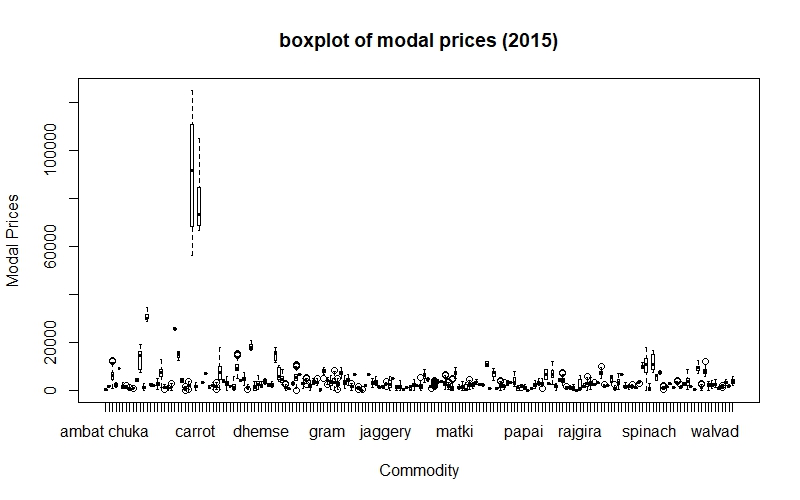 boxplot of modal prices (2015)
Modal Prices
100000
60000
20000
0
ambat chuka carrot dhemse gram jaggery matki papai rajgira spinach walvad
Commodity